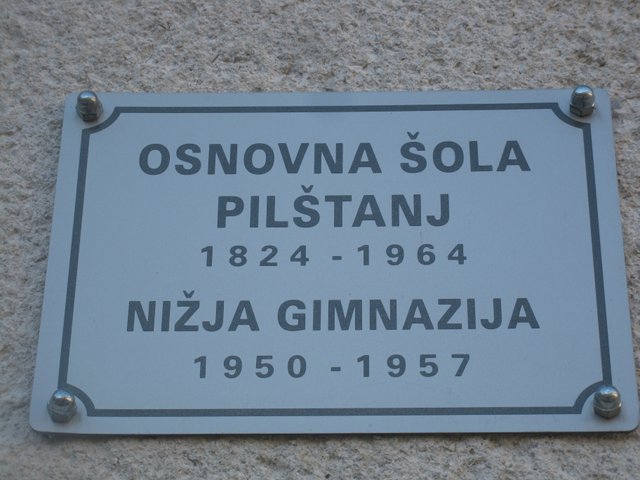 OSNOVNA ŠOLA
PILŠTANJ
1824 - 1964
NIŽJA GIMNAZIJA
1950 - 1957